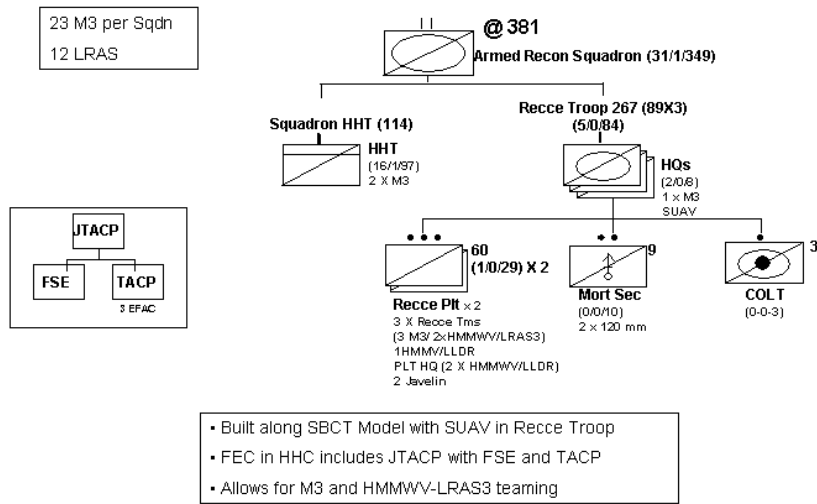 23 M3 per Sqdn
12 LRAS
@ 381
Armed Recon Squadron (31/1/349)
Squadron HHT (114)
HHT
(16/1/97)
2 X M3
Recce Troop 267 (89X3)
(5/0/84)
HQs
(2/0/8)
1 x M3
SUAV
JTACP
FSE
TACP
3 EFAC
60
(1/0/29) X 2
Recce Plt x 2
3 X Recce Tms
(3 M3/ 2xHMMWV/LRAS3)
1HMMV/LLDR
PLT HQ (2 X HMMWV/LLDR)
2 Javelin
9
Mort Sec
(0/0/10)
2 x 120 mm
3
COLT
(0-0-3)
• Built along SBCT Model with SUAV in Recce Troop
• FEC in HHC includes JTACP with FSE and TACP
• Allows for M3 and HMMWV-LRAS3 teaming